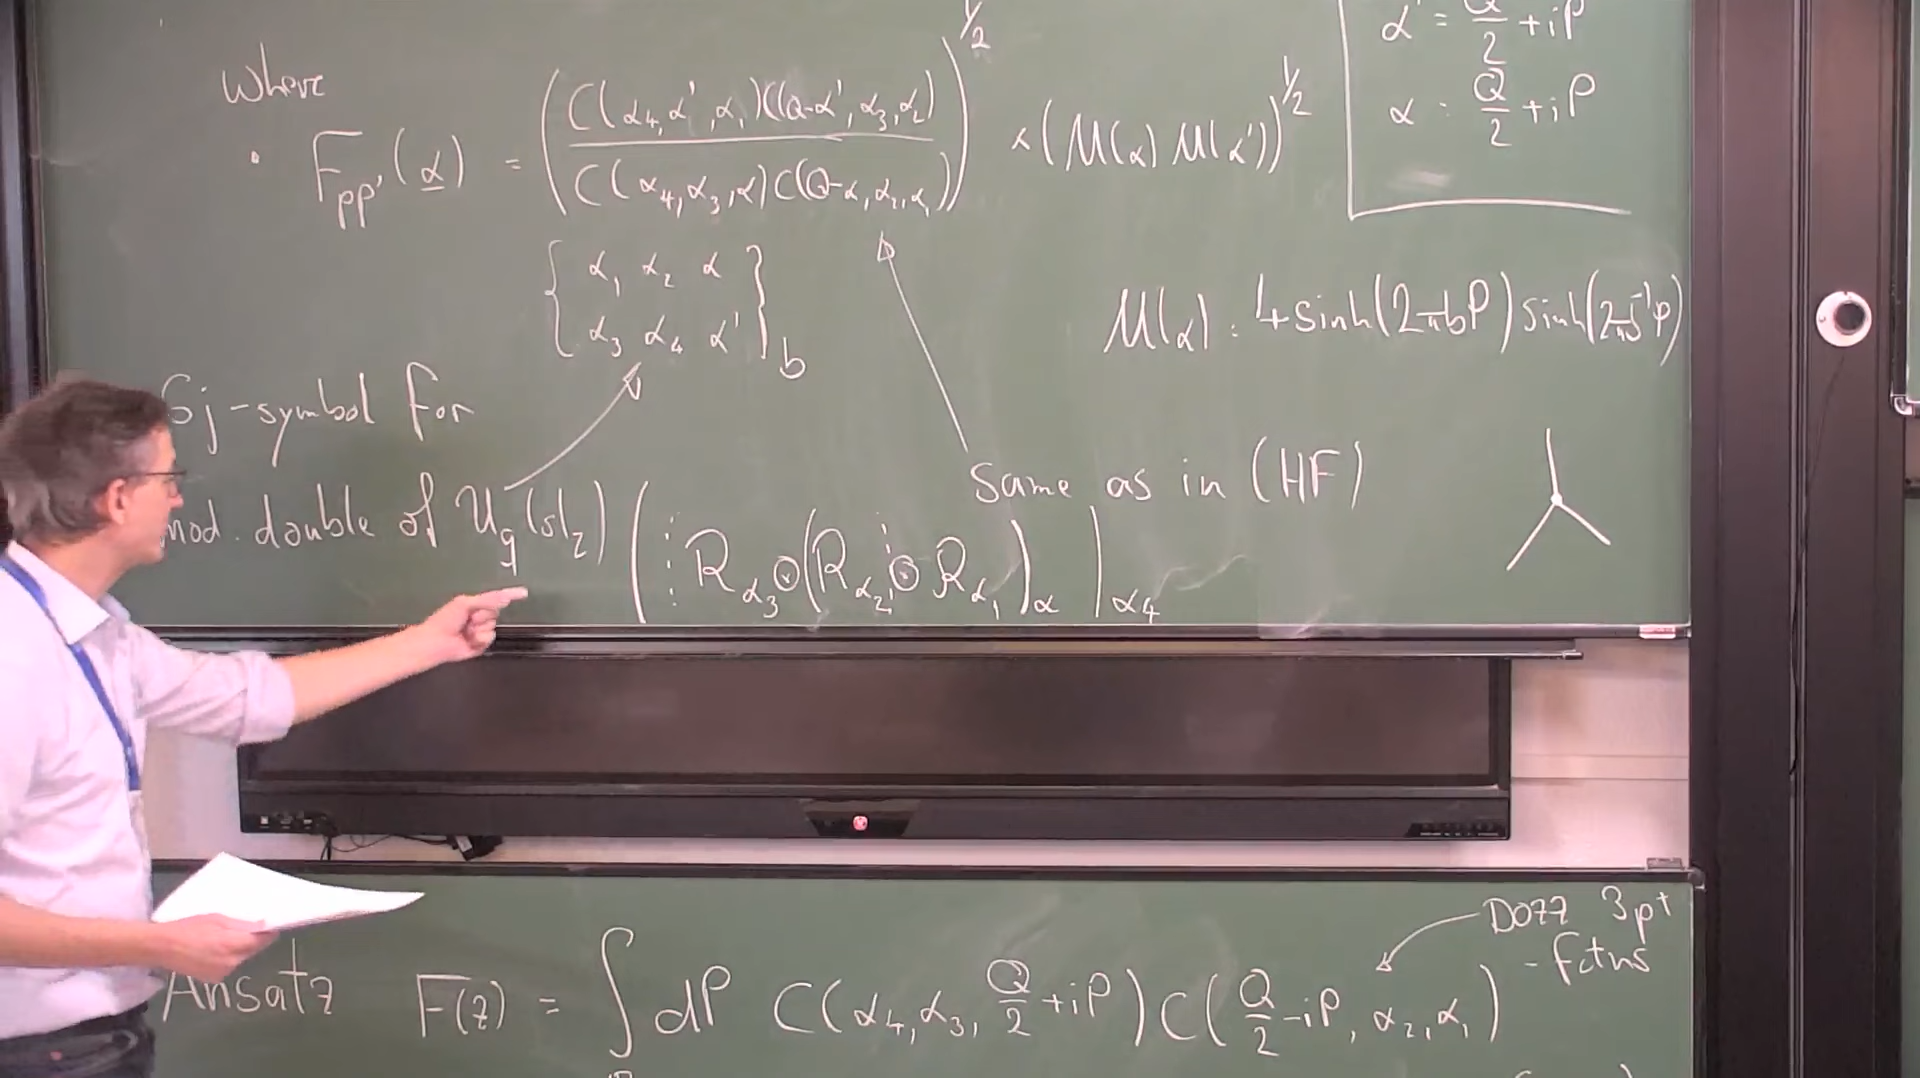 α' = Q/2 + iP
α : Q/2 + iP
Where
• F_{PP'}(α) = ( C(α₄, α', α₁) C(Q-α', α₃, α₂) / C(α₄, α₃, α) C(Q-α, α₂, α₁) )^{1/2} × (M(α) M(α'))^{1/2}
{ α₁ α₂ α
α₃ α₄ α' }_b
M(α) : 4 sinh(2πbP) sinh(2πb⁻¹P)
6j-symbol for
mod. double of U_q(sl₂)
Same as in (HF)
( R_{α₃} ⊗ (R_{α₂} ⊗ R_{α₁})_α )_{α₄}
DOZZ 3pt
-fctns
Ansatz F(z) = ∫ dP C(α₄, α₃, Q/2 + iP) C(Q/2 - iP, α₂, α₁)